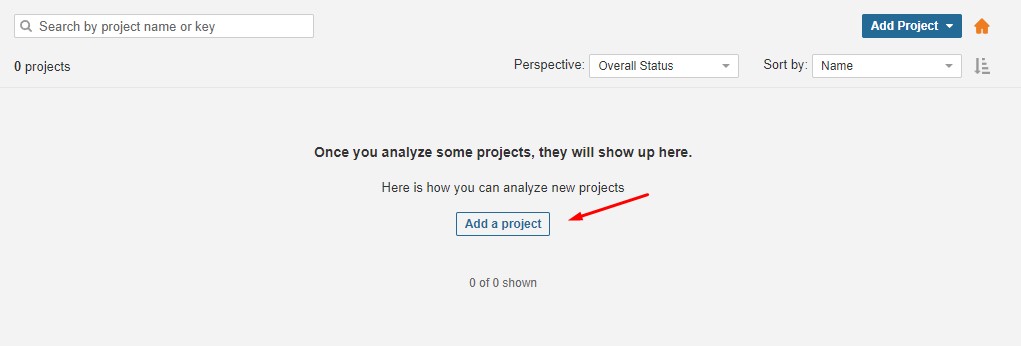 Search by project name or key
Add Project
0 projects
Perspective: Overall Status Sort by: Name
Once you analyze some projects, they will show up here.
Here is how you can analyze new projects
Add a project
0 of 0 shown